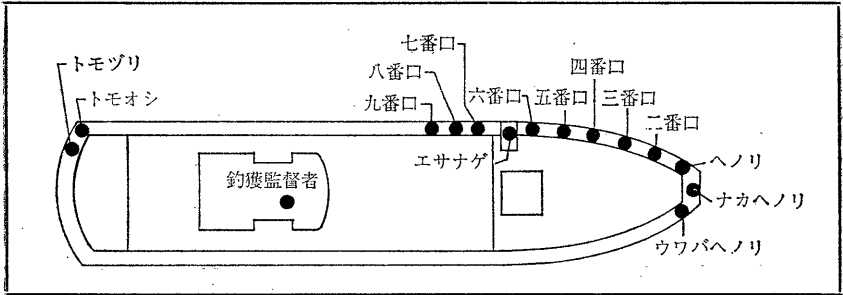 トモヅリ
トモオシ
九番口
八番口
七番口
六番口
五番口
四番口
三番口
二番口
ヘノリ
ナカヘノリ
ウワバヘノリ
エサナゲ
釣獲監督者